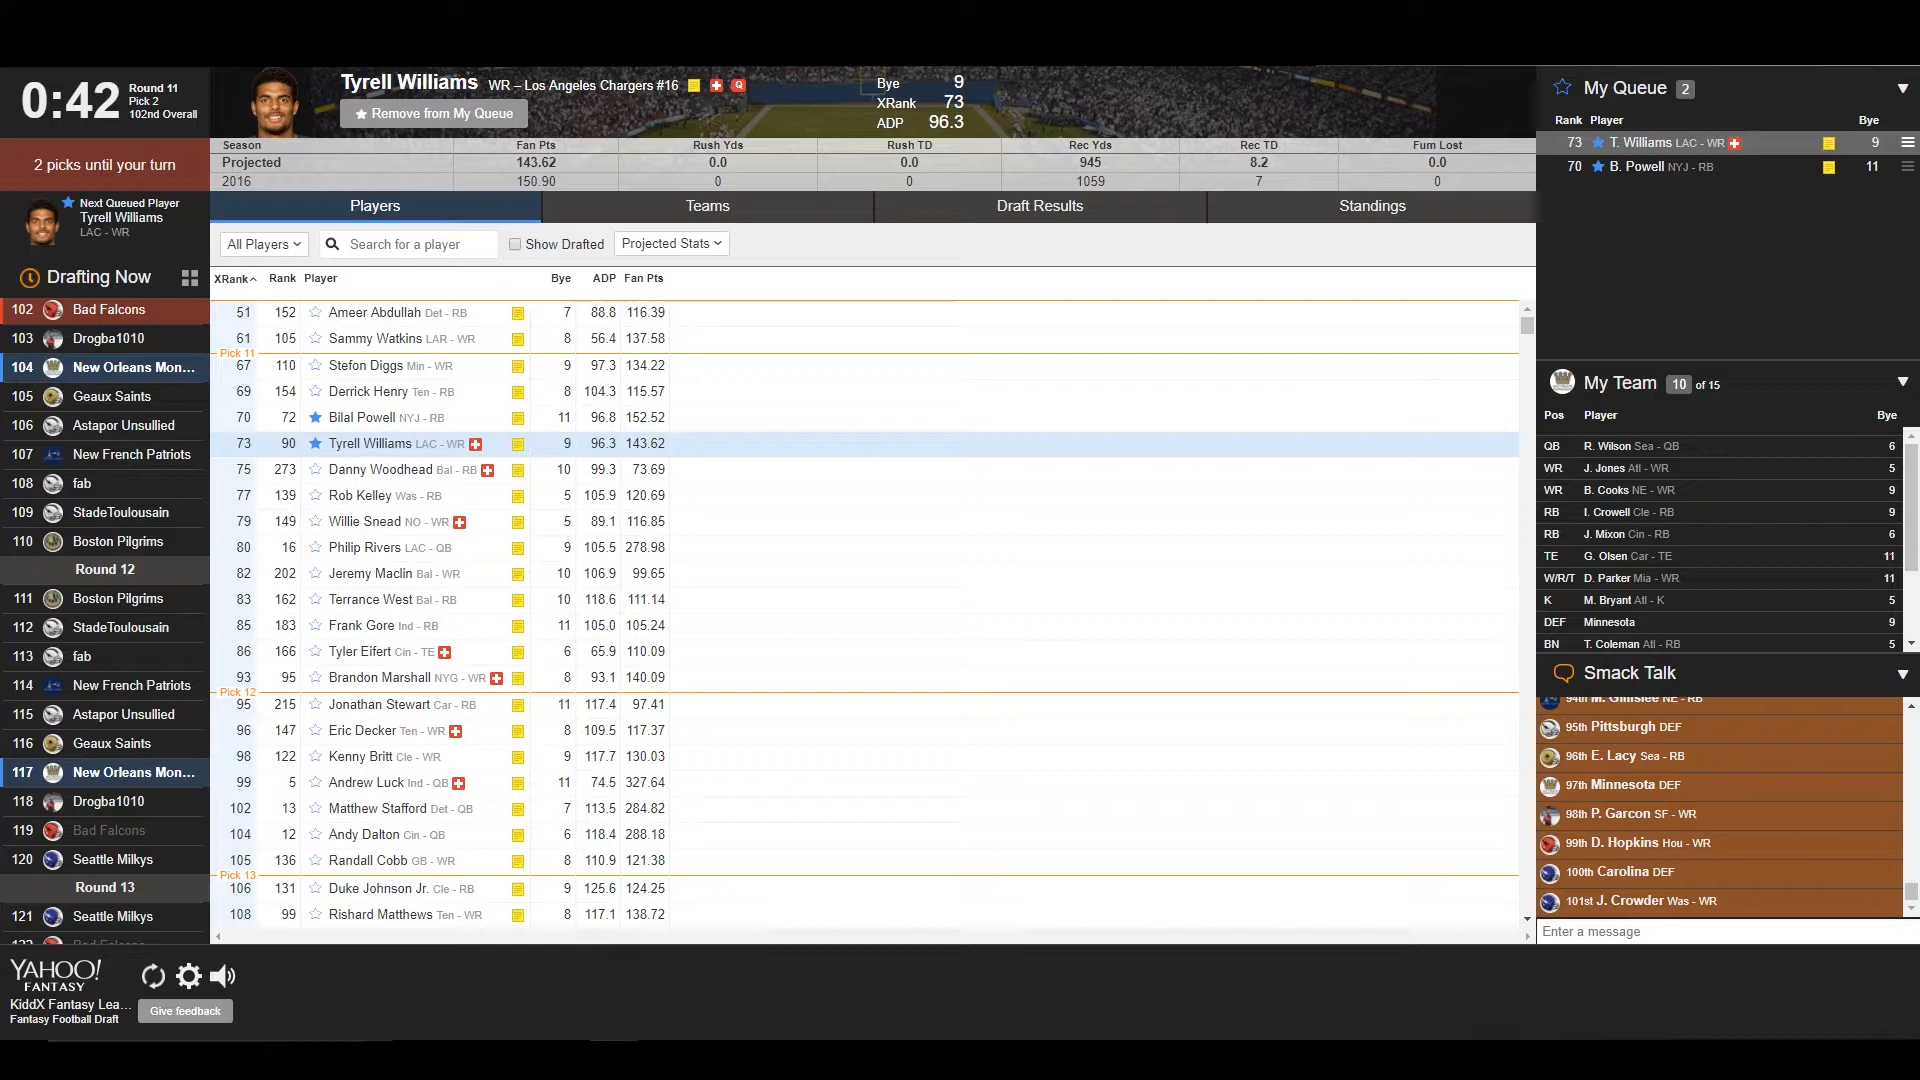 0:42
Round 11
Pick 2
102nd Overall
2 picks until your turn
Next Queued Player
Tyrell Williams
LAC - WR
Drafting Now
102 Bad Falcons
103 Drogba1010
104 New Orleans Mon...
105 Geaux Saints
106 Astapor Unsullied
107 New French Patriots
108 fab
109 StadeToulousain
110 Boston Pilgrims
Round 12
111 Boston Pilgrims
112 StadeToulousain
113 fab
114 New French Patriots
115 Astapor Unsullied
116 Geaux Saints
117 New Orleans Mon...
118 Drogba1010
119 Bad Falcons
120 Seattle Milkys
Round 13
121 Seattle Milkys
YAHOO!
FANTASY
KiddX Fantasy Lea...
Fantasy Football Draft
Give feedback
Tyrell Williams WR – Los Angeles Chargers #16 Q
Remove from My Queue
Bye 9
XRank 73
ADP 96.3
Season Fan Pts Rush Yds Rush TD Rec Yds Rec TD Fum Lost
Projected 143.62 0.0 0.0 945 8.2 0.0
2016 150.90 0 0 1059 7 0
Players Teams Draft Results Standings
All Players Search for a player Show Drafted Projected Stats
XRank Rank Player Bye ADP Fan Pts
51 152 Ameer Abdullah Det - RB 7 88.8 116.39
61 105 Sammy Watkins LAR - WR 8 56.4 137.58
Pick 11
67 110 Stefon Diggs Min - WR 9 97.3 134.22
69 154 Derrick Henry Ten - RB 8 104.3 115.57
70 72 Bilal Powell NYJ - RB 11 96.8 152.52
73 90 Tyrell Williams LAC - WR 9 96.3 143.62
75 273 Danny Woodhead Bal - RB 10 99.3 73.69
77 139 Rob Kelley Was - RB 5 105.9 120.69
79 149 Willie Snead NO - WR 5 89.1 116.85
80 16 Philip Rivers LAC - QB 9 105.5 278.98
82 202 Jeremy Maclin Bal - WR 10 106.9 99.65
83 162 Terrance West Bal - RB 10 118.6 111.14
85 183 Frank Gore Ind - RB 11 105.0 105.24
86 166 Tyler Eifert Cin - TE 6 65.9 110.09
93 95 Brandon Marshall NYG - WR 8 93.1 140.09
Pick 12
95 215 Jonathan Stewart Car - RB 11 117.4 97.41
96 147 Eric Decker Ten - WR 8 109.5 117.37
98 122 Kenny Britt Cle - WR 9 117.7 130.03
99 5 Andrew Luck Ind - QB 11 74.5 327.64
102 13 Matthew Stafford Det - QB 7 113.5 284.82
104 12 Andy Dalton Cin - QB 6 118.4 288.18
105 136 Randall Cobb GB - WR 8 110.9 121.38
Pick 13
106 131 Duke Johnson Jr. Cle - RB 9 125.6 124.25
108 99 Rishard Matthews Ten - WR 8 117.1 138.72
My Queue 2
Rank Player Bye
73 T. Williams LAC - WR 9
70 B. Powell NYJ - RB 11
My Team 10 of 15
Pos Player Bye
QB R. Wilson Sea - QB 6
WR J. Jones Atl - WR 5
WR B. Cooks NE - WR 9
RB I. Crowell Cle - RB 9
RB J. Mixon Cin - RB 6
TE G. Olsen Car - TE 11
W/R/T D. Parker Mia - WR 11
K M. Bryant Atl - K 5
DEF Minnesota 9
BN T. Coleman Atl - RB 5
Smack Talk
94th M. Gillislee NE - RB
95th Pittsburgh DEF
96th E. Lacy Sea - RB
97th Minnesota DEF
98th P. Garcon SF - WR
99th D. Hopkins Hou - WR
100th Carolina DEF
101st J. Crowder Was - WR
Enter a message